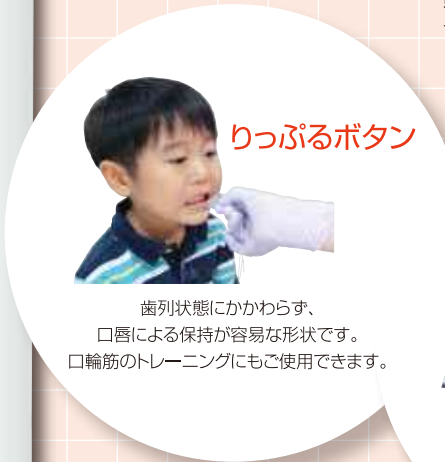 りっぷるボタン
歯列状態にかかわらず、
口唇による保持が容易な形状です。
口輪筋のトレーニングにもご使用できます。